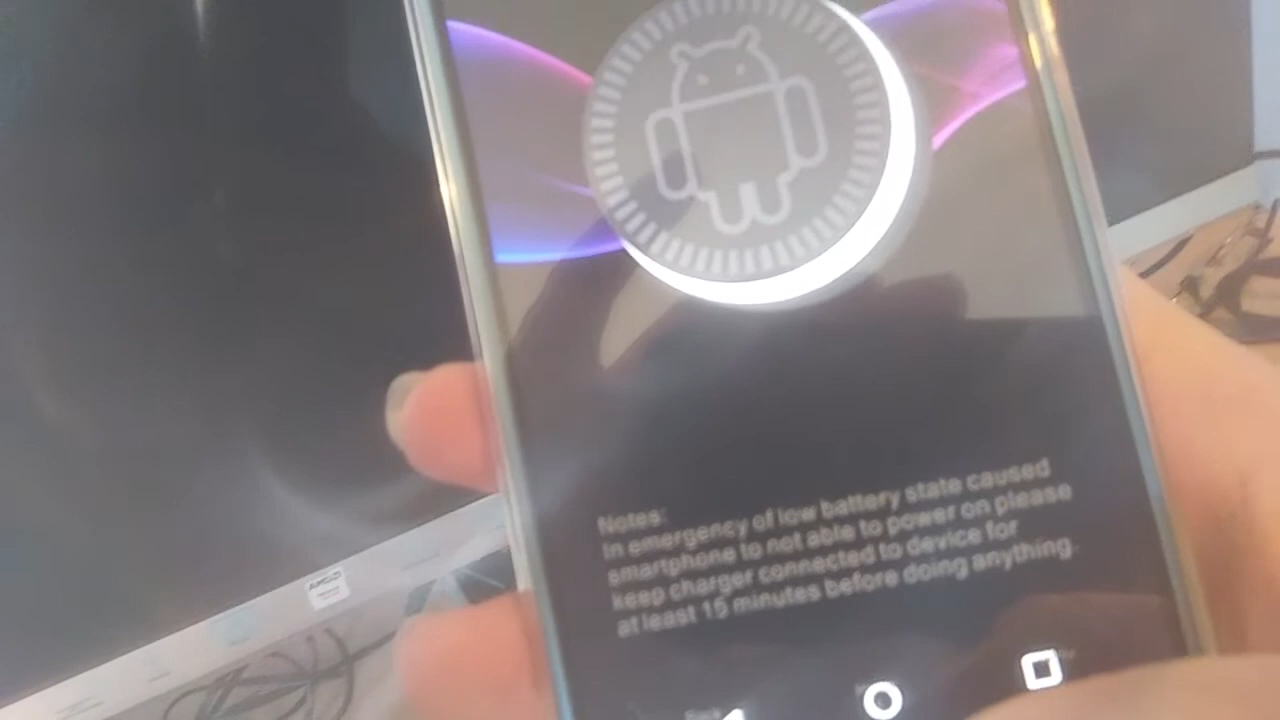 Notes:
In emergency of low battery state caused
smartphone to not able to power on please
keep charger connected to device for
at least 15 minutes before doing anything.
AMD